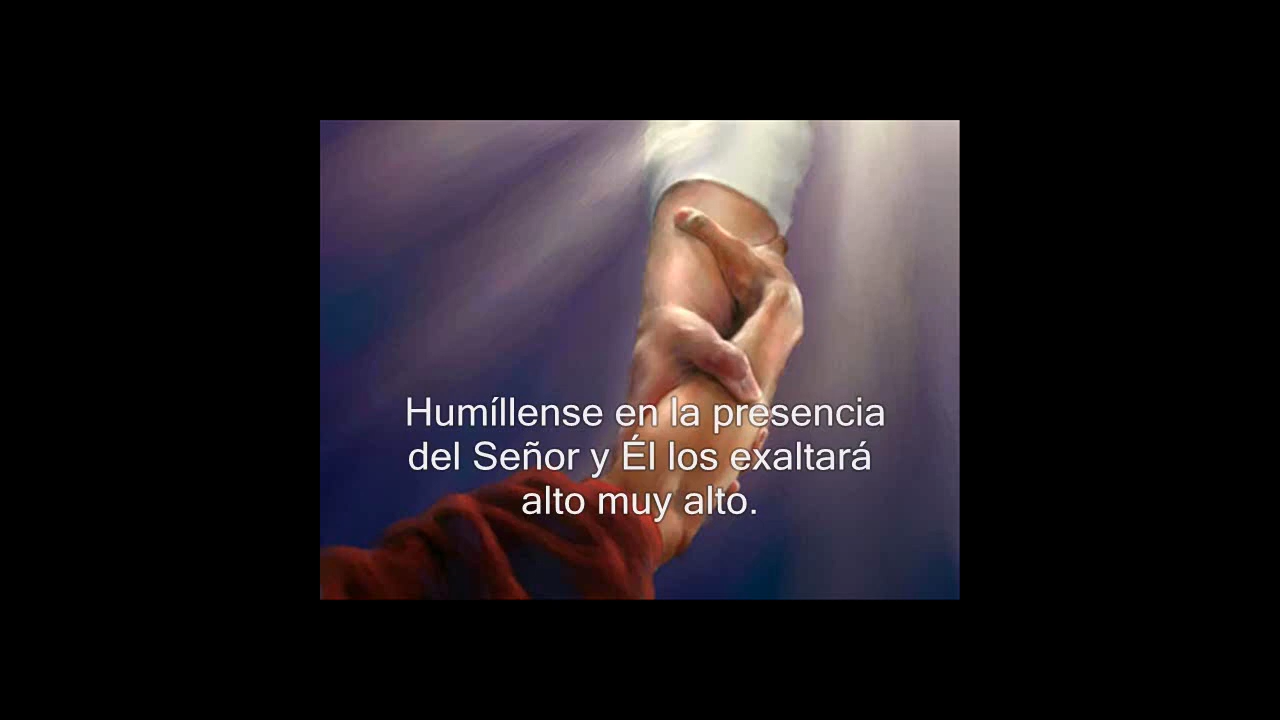 Humíllense en la presencia
del Señor y Él los exaltará
alto muy alto.